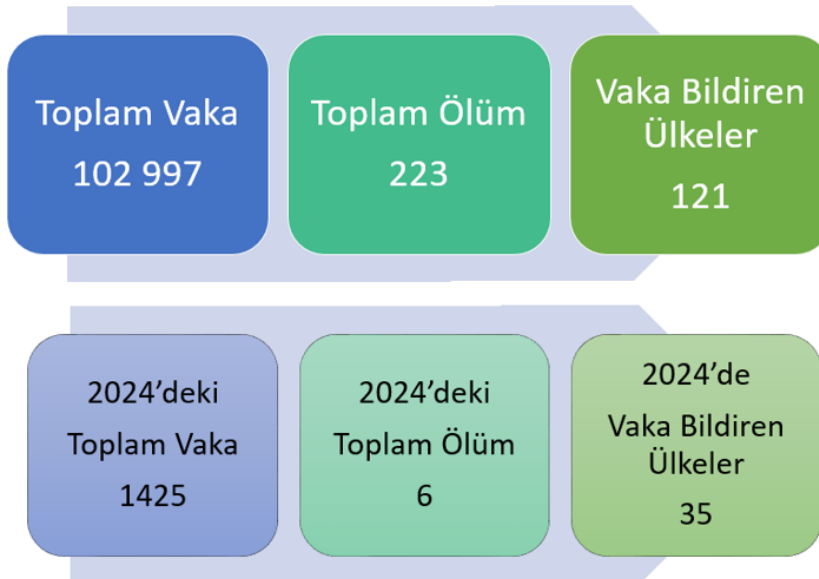 Toplam Vaka
102 997
Toplam Ölüm
223
Vaka Bildiren
Ülkeler
121
2024’deki
Toplam Vaka
1425
2024’deki
Toplam Ölüm
6
2024’de
Vaka Bildiren
Ülkeler
35